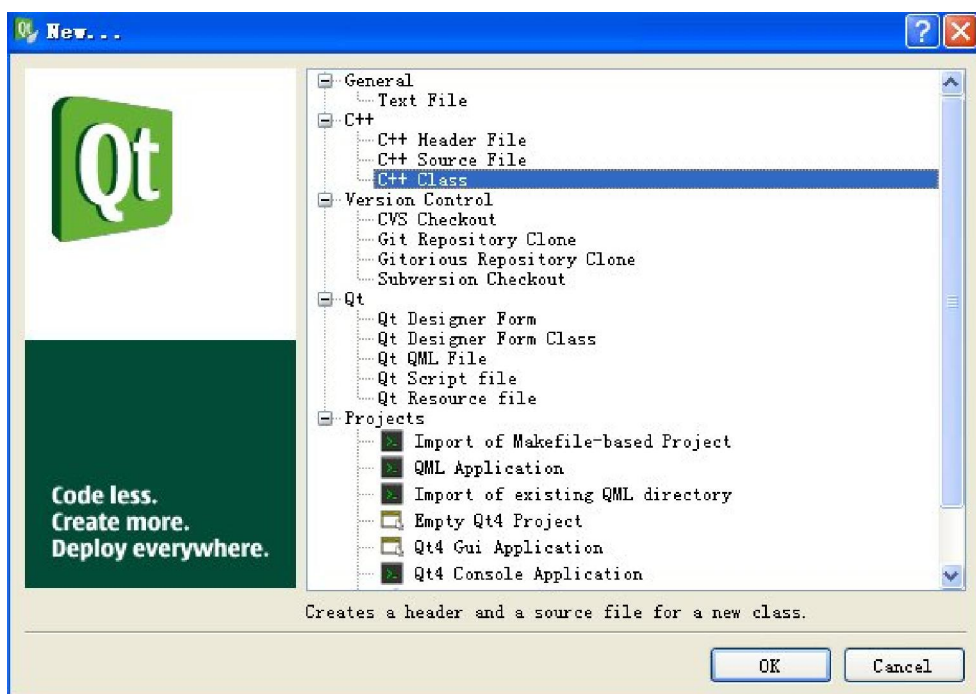 New...
Qt
Code less.
Create more.
Deploy everywhere.
General
Text File
C++
C++ Header File
C++ Source File
C++ Class
Version Control
CVS Checkout
Git Repository Clone
Gitorious Repository Clone
Subversion Checkout
Qt
Qt Designer Form
Qt Designer Form Class
Qt QML File
Qt Script file
Qt Resource file
Projects
Import of Makefile-based Project
QML Application
Import of existing QML directory
Empty Qt4 Project
Qt4 Gui Application
Qt4 Console Application
Creates a header and a source file for a new class.
OK Cancel